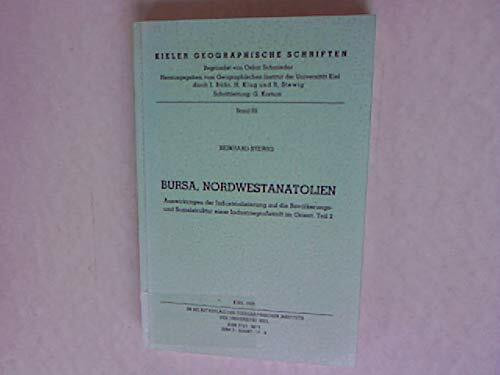 KIELER GEOGRAPHISCHE SCHRIFTEN
Begründet von Oskar Schmieder
Herausgegeben vom Geographischen Institut der Universität Kiel
durch J. Bähr, H. Klug und R. Stewig
Schriftleitung: G. Kortum
Band
REINHARD STEWIG
BURSA, NORDWESTANATOLIEN
Auswirkungen der Industrialisierung auf die Bevölkerungs-
und Sozialstruktur einer Industriegroßstadt im Orient. Teil 2
KIEL
IM SELBSTVERLAG DES GEOGRAPHISCHEN INSTITUTS
DER UNIVERSITÄT KIEL
ISSN
ISBN